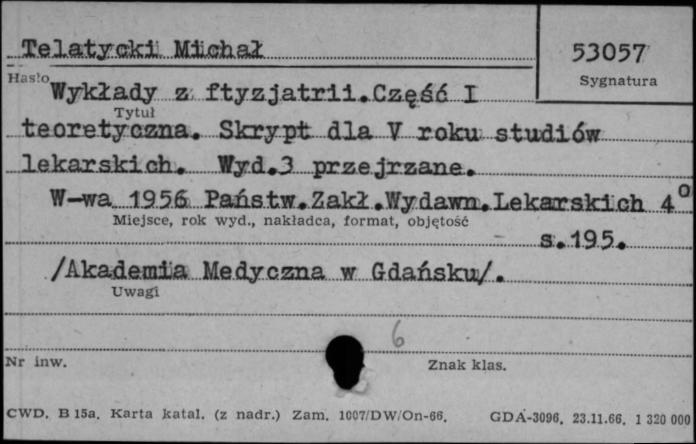 Telatycki Michał
53057
Hasło
Sygnatura
Wykłady z ftyzjatrii.Część I
Tytuł
teoretyczna. Skrypt dla V roku studiów
lekarskich. Wyd.3 przejrzane.
W-wa 1956 Państw.Zakł.Wydawn.Lekarskich 4°
Miejsce, rok wyd., nakładca, format, objętość
s.195.
/Akademia Medyczna w Gdańsku/.
Uwagi
6
Nr inw.
Znak klas.
CWD. B 15a. Karta katal. (z nadr.) Zam. 1007/DW/On-66. GDA-3096. 23.11.66. 1 320 000